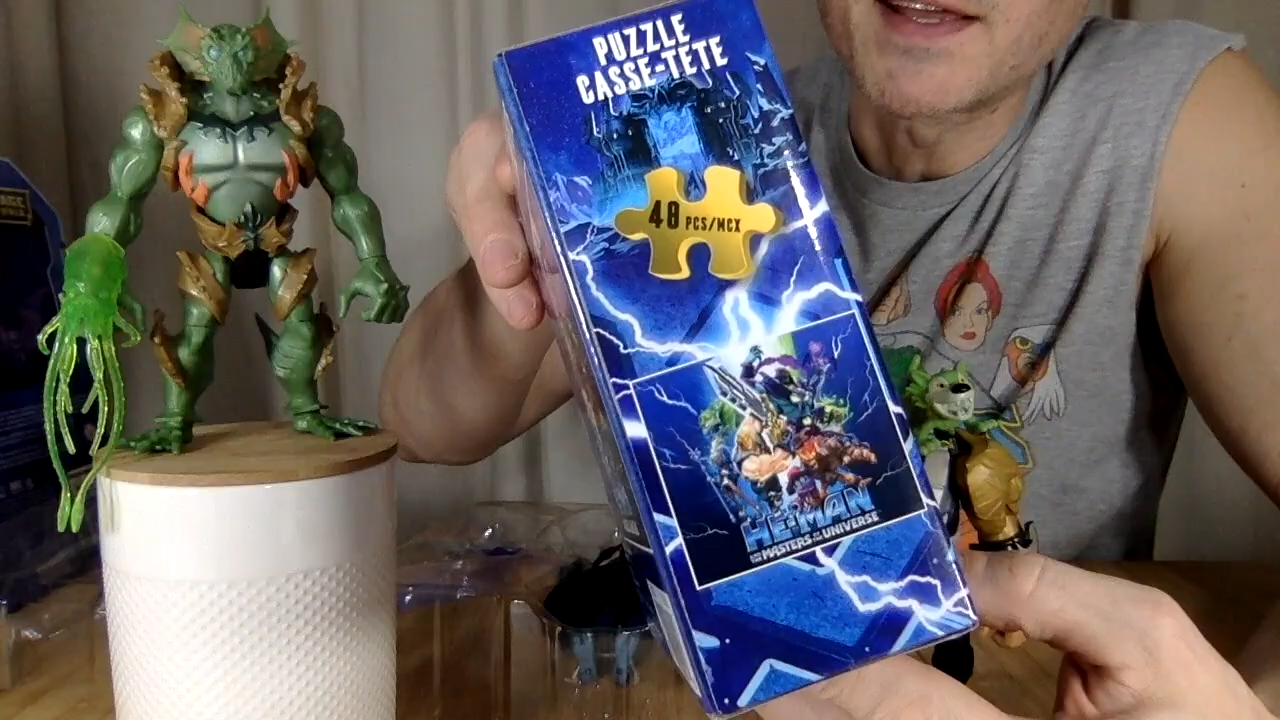 PUZZLE
CASSE-TÊTE
48 PCS/MCX
HE-MAN
AND THE MASTERS OF THE UNIVERSE